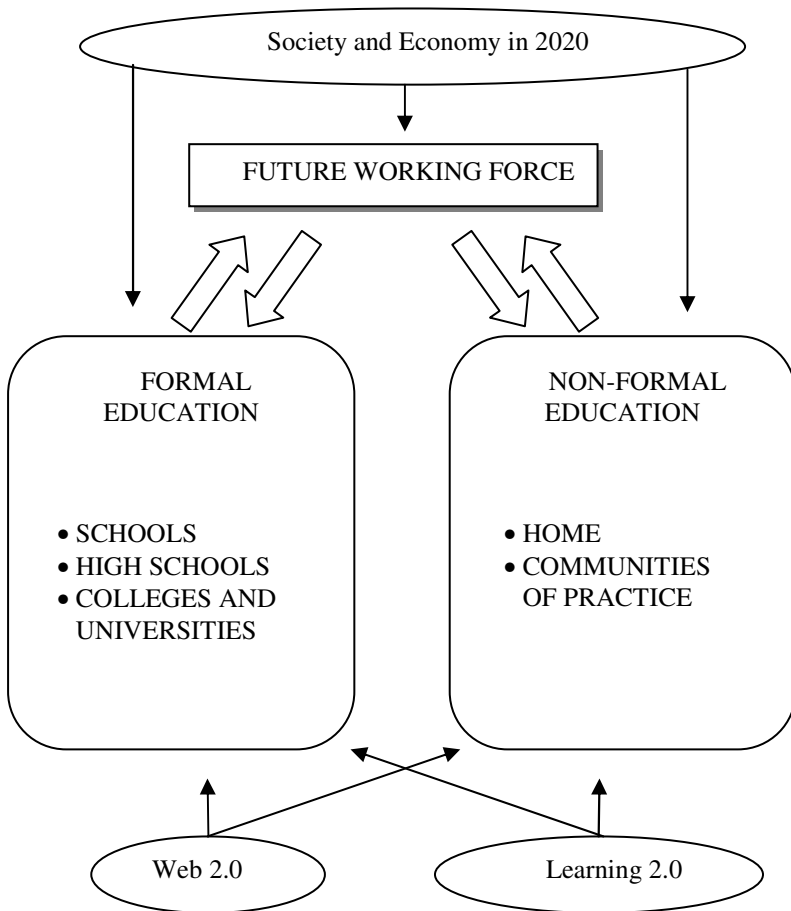 Society and Economy in 2020
FUTURE WORKING FORCE
FORMAL
EDUCATION
• SCHOOLS
• HIGH SCHOOLS
• COLLEGES AND
UNIVERSITIES
NON-FORMAL
EDUCATION
• HOME
• COMMUNITIES
OF PRACTICE
Web 2.0
Learning 2.0